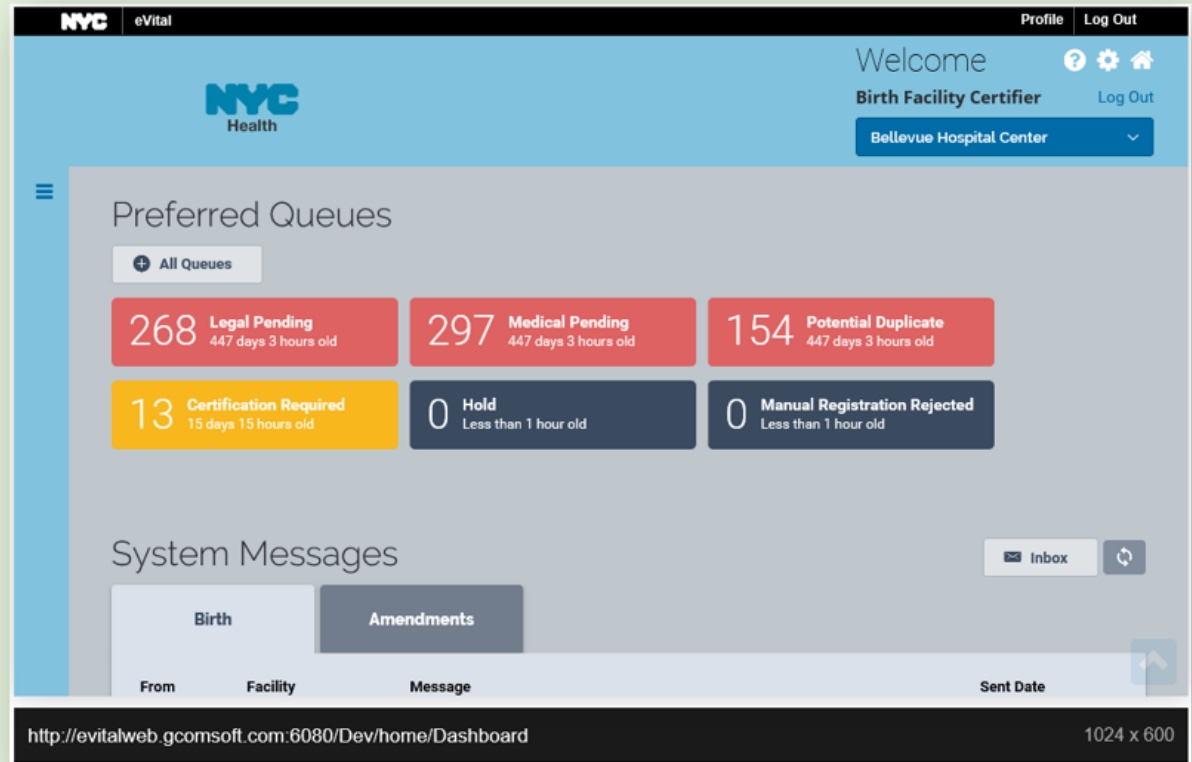 NYC eVital Profile Log Out
Welcome
NYC
Health
Birth Facility Certifier Log Out
Bellevue Hospital Center
Preferred Queues
All Queues
268 Legal Pending
447 days 3 hours old
297 Medical Pending
447 days 3 hours old
154 Potential Duplicate
447 days 3 hours old
13 Certification Required
15 days 15 hours old
0 Hold
Less than 1 hour old
0 Manual Registration Rejected
Less than 1 hour old
System Messages
Inbox
Birth Amendments
From Facility Message Sent Date
http://evitalweb.gcomsoft.com:6080/Dev/home/Dashboard 1024 x 600